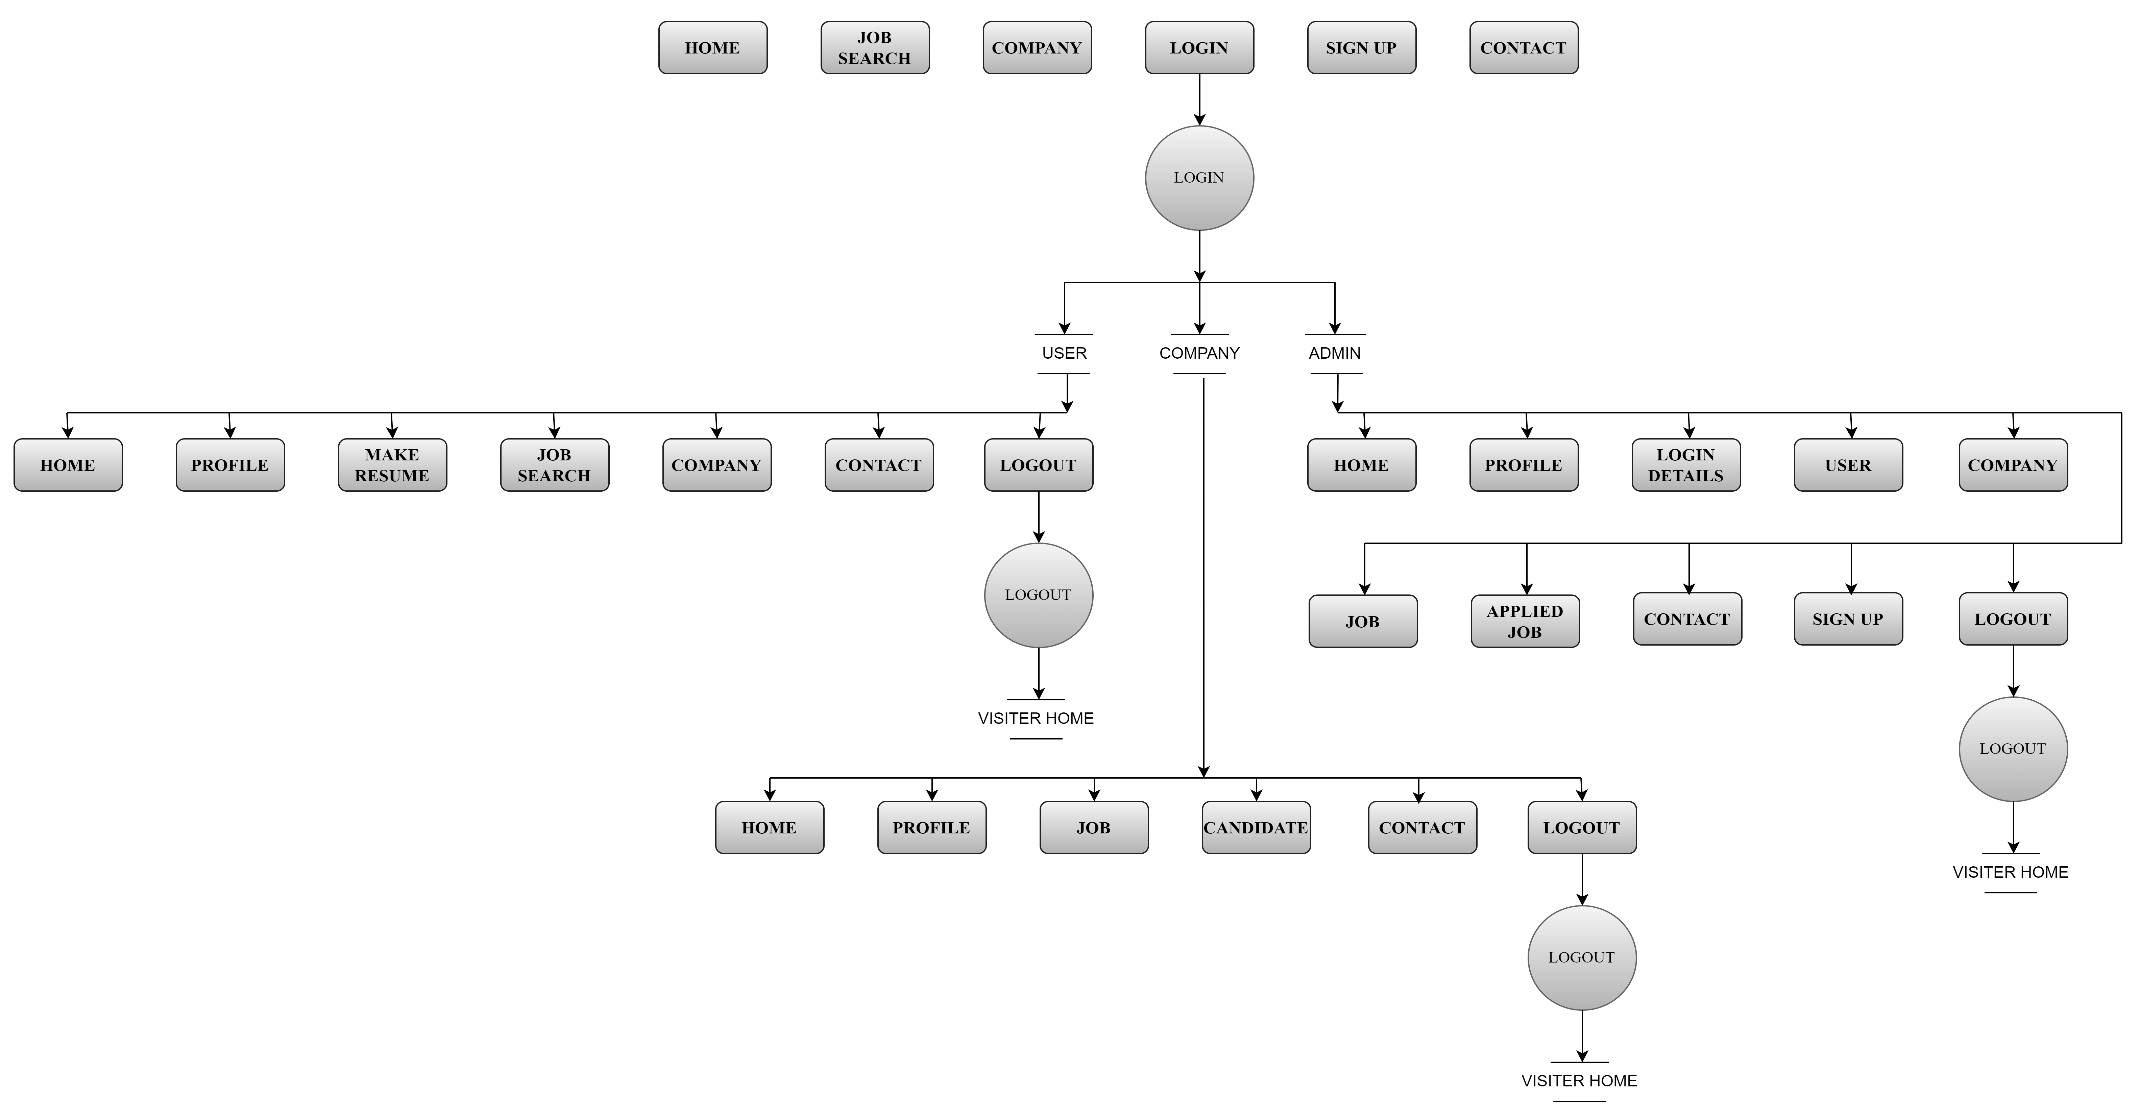 HOME
JOB
SEARCH
COMPANY
LOGIN
SIGN UP
CONTACT
LOGIN
USER
COMPANY
ADMIN
HOME
PROFILE
MAKE
RESUME
JOB
SEARCH
COMPANY
CONTACT
LOGOUT
HOME
PROFILE
LOGIN
DETAILS
USER
COMPANY
LOGOUT
JOB
APPLIED
JOB
CONTACT
SIGN UP
LOGOUT
VISITER HOME
LOGOUT
HOME
PROFILE
JOB
CANDIDATE
CONTACT
LOGOUT
VISITER HOME
LOGOUT
VISITER HOME